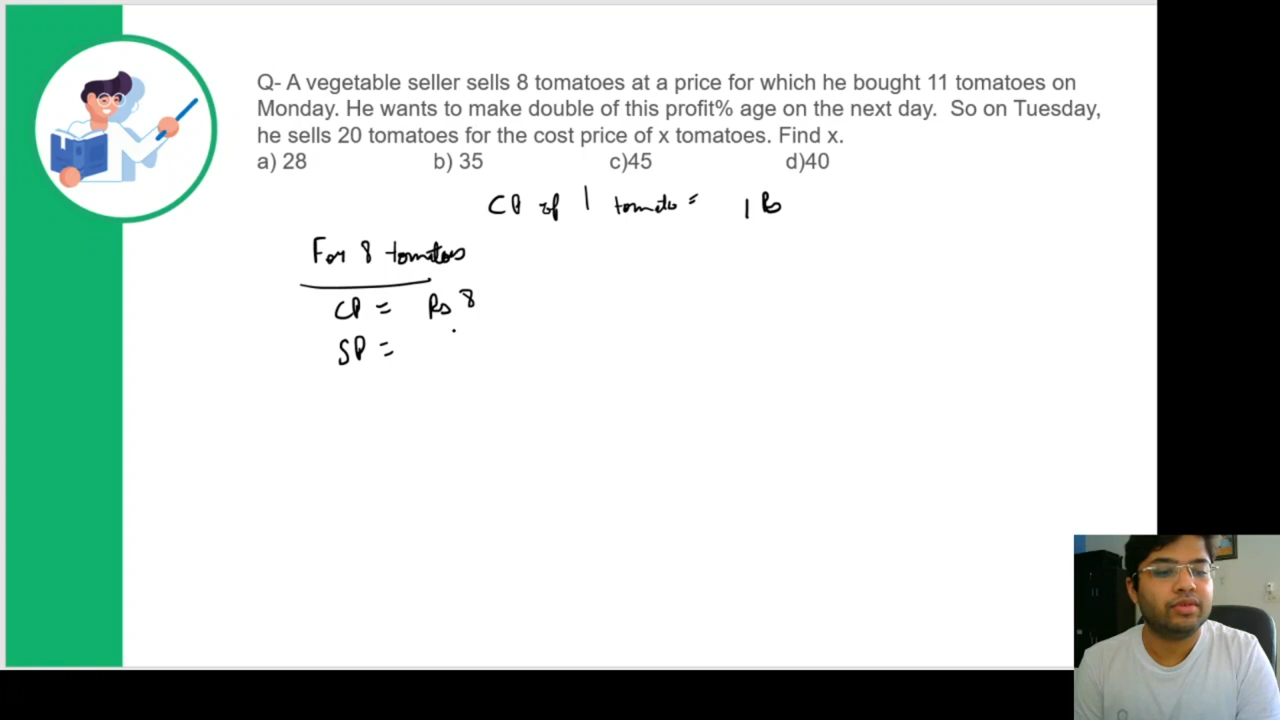 Q- A vegetable seller sells 8 tomatoes at a price for which he bought 11 tomatoes on
Monday. He wants to make double of this profit% age on the next day.  So on Tuesday,
he sells 20 tomatoes for the cost price of x tomatoes. Find x.
a) 28 b) 35 c)45 d)40
CP of 1 tomato = 1 Rs
For 8 tomatoes
CP = Rs 8
SP =